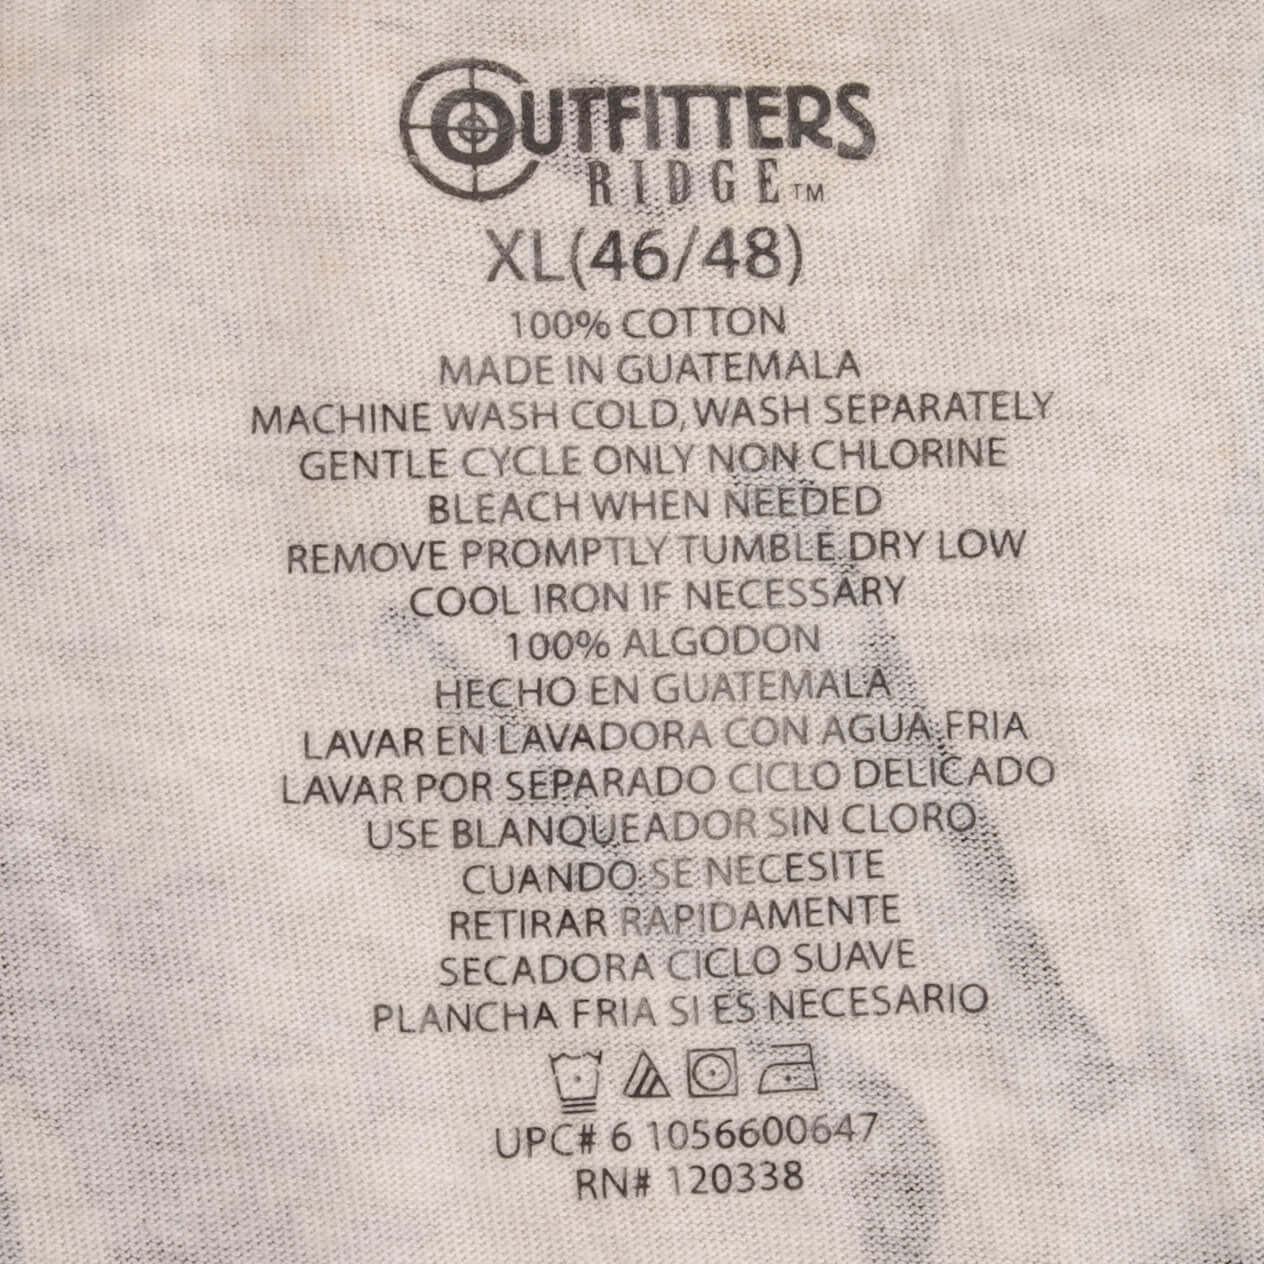 OUTFITTERS
RIDGE™
XL(46/48)
100% COTTON
MADE IN GUATEMALA
MACHINE WASH COLD, WASH SEPARATELY
GENTLE CYCLE ONLY NON CHLORINE
BLEACH WHEN NEEDED
REMOVE PROMPTLY TUMBLE DRY LOW
COOL IRON IF NECESSARY
100% ALGODON
HECHO EN GUATEMALA
LAVAR EN LAVADORA CON AGUA FRIA
LAVAR POR SEPARADO CICLO DELICADO
USE BLANQUEADOR SIN CLORO
CUANDO SE NECESITE
RETIRAR RAPIDAMENTE
SECADORA CICLO SUAVE
PLANCHA FRIA SI ES NECESARIO
UPC# 6 1056600647
RN# 120338